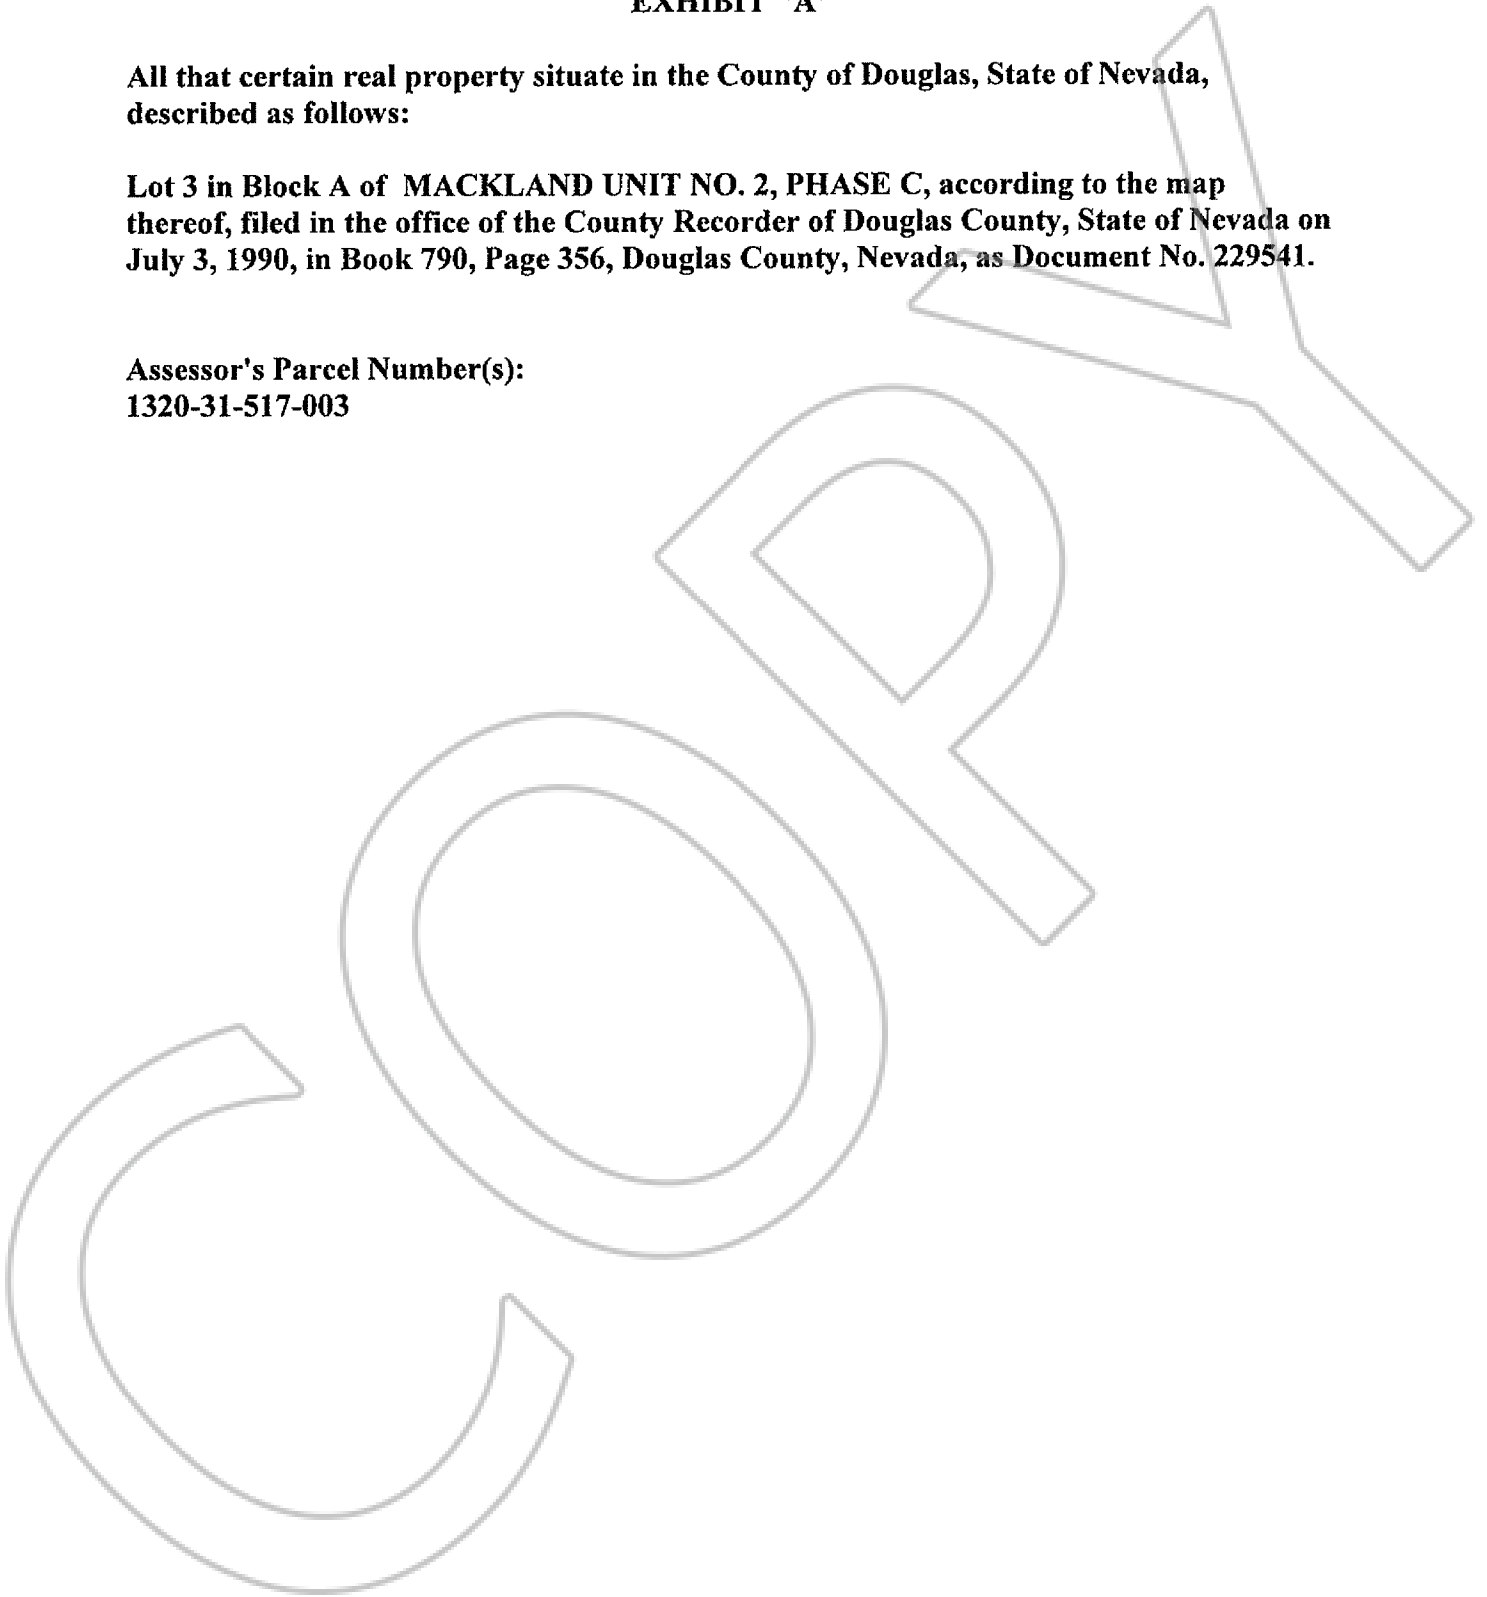 EXHIBIT "A"
All that certain real property situate in the County of Douglas, State of Nevada,
described as follows:
Lot 3 in Block A of MACKLAND UNIT NO. 2, PHASE C, according to the map
thereof, filed in the office of the County Recorder of Douglas County, State of Nevada on
July 3, 1990, in Book 790, Page 356, Douglas County, Nevada, as Document No. 229541.
Assessor's Parcel Number(s):
1320-31-517-003
COPY